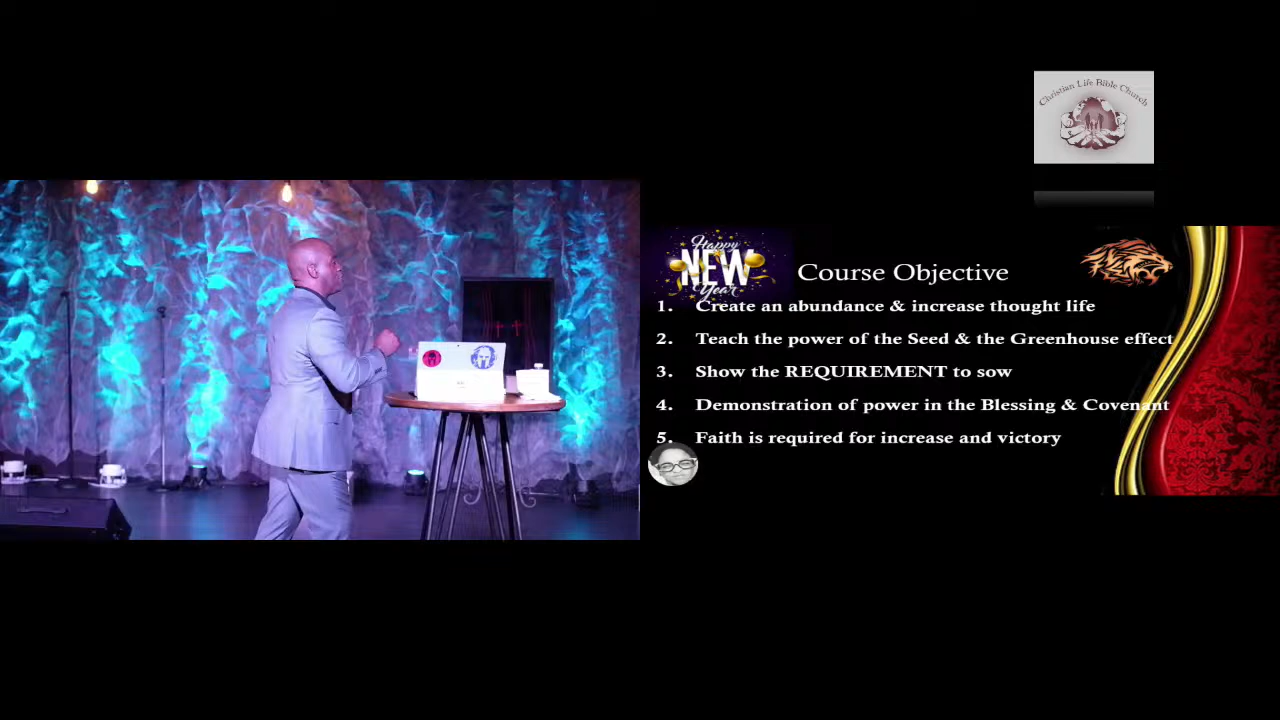 Christian Life Bible Church
Happy
NEW
Year
Course Objective
1. Create an abundance & increase thought life
2. Teach the power of the Seed & the Greenhouse effect
3. Show the REQUIREMENT to sow
4. Demonstration of power in the Blessing & Covenant
5. Faith is required for increase and victory